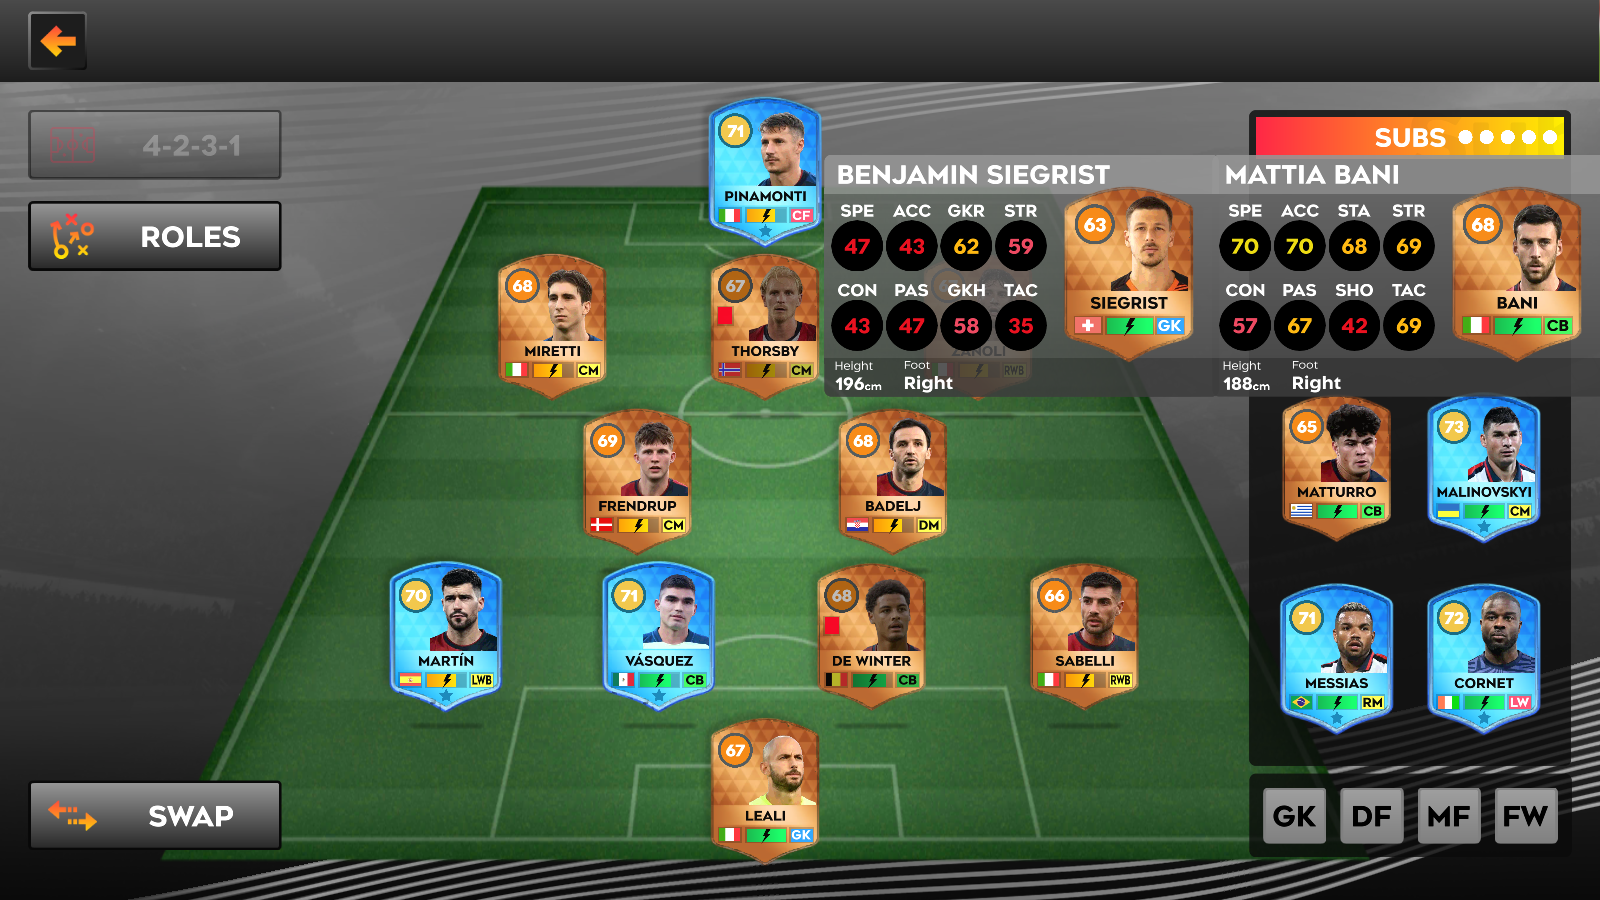 4-2-3-1
ROLES
SWAP
71
PINAMONTI
CF
68
MIRETTI
CM
67
THORSBY
CM
ZANOLI
RWB
69
FRENDRUP
CM
68
BADELJ
DM
70
MARTÍN
LWB
71
VÁSQUEZ
CB
68
DE WINTER
CB
66
SABELLI
RWB
67
LEALI
GK
BENJAMIN SIEGRIST
SPE ACC GKR STR
47 43 62 59
CON PAS GKH TAC
43 47 58 35
Height Foot
196cm Right
63
SIEGRIST
GK
SUBS
MATTIA BANI
SPE ACC STA STR
70 70 68 69
CON PAS SHO TAC
57 67 42 69
Height Foot
188cm Right
68
BANI
CB
65
MATTURRO
CB
73
MALINOVSKYI
CM
71
MESSIAS
RM
72
CORNET
LW
GK DF MF FW